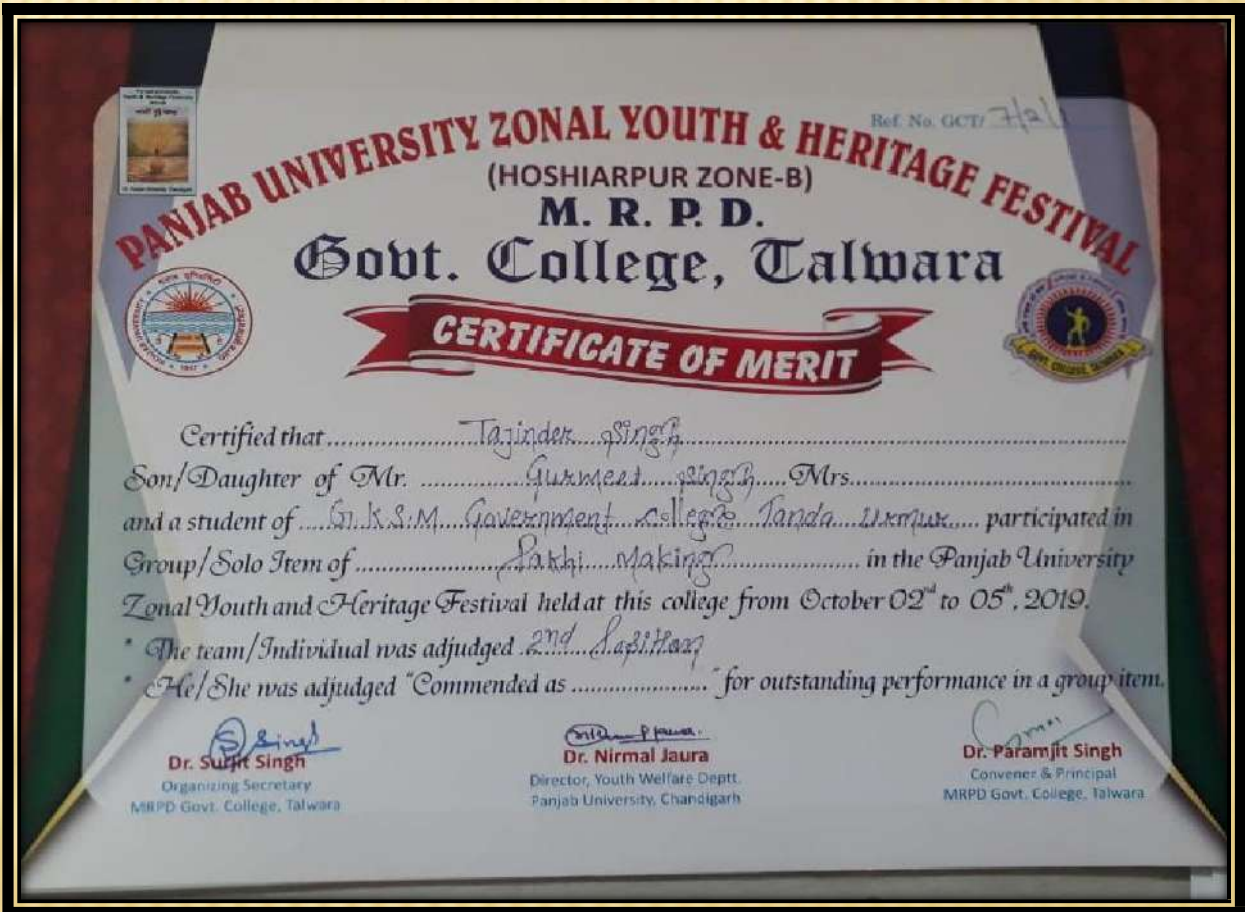 Ref. No. GCT/ 7/2/1
PANJAB UNIVERSITY ZONAL YOUTH & HERITAGE FESTIVAL
(HOSHIARPUR ZONE-B)
M. R. P. D.
Govt. College, Talwara
CERTIFICATE OF MERIT
Certified that Tajinder Singh
Son/Daughter of Mr. Gurmeet Singh Mrs.
and a student of G.K.S.M Government College Tanda Urmur participated in
Group/Solo Item of Pakhi Making in the Panjab University
Zonal Youth and Heritage Festival held at this college from October 02nd to 05th, 2019.
* The team/Individual was adjudged 2nd
* He/She was adjudged "Commended as ...................." for outstanding performance in a group item.
Dr. Surjit Singh
Organizing Secretary
MRPD Govt. College, Talwara
Dr. Nirmal Jaura
Director, Youth Welfare Deptt.
Panjab University, Chandigarh
Dr. Paramjit Singh
Convener & Principal
MRPD Govt. College, Talwara